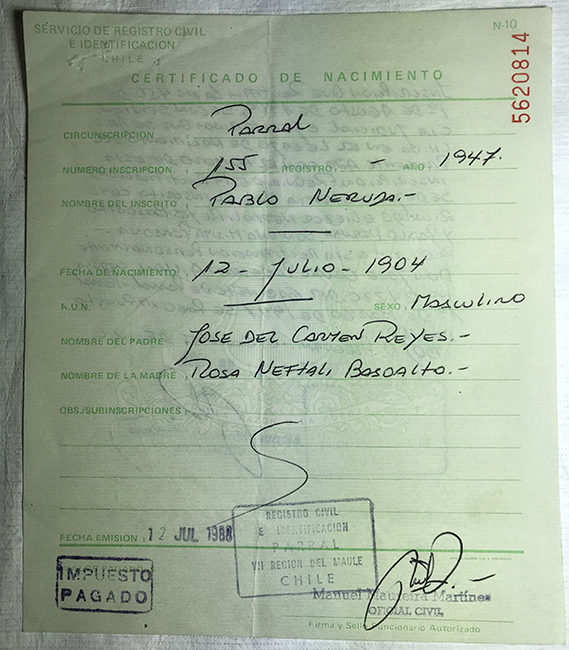 SERVICIO DE REGISTRO CIVIL
E IDENTIFICACION
CHILE
N-10
5620814
CERTIFICADO DE NACIMIENTO
CIRCUNSCRIPCION : Parral
NUMERO INSCRIPCION : 155 REGISTRO : - AÑO : 1947.
NOMBRE DEL INSCRITO : PABLO NERUDA.-
FECHA DE NACIMIENTO : 12 - Julio - 1904
R.U.N. : SEXO : MASCULINO
NOMBRE DEL PADRE : JOSE DEL CARMEN REYES.-
NOMBRE DE LA MADRE : ROSA NEFTALI BASOALTO.-
OBS./SUBINSCRIPCIONES :
FECHA EMISION : 12 JUL 1988
REGISTRO CIVIL
E IDENTIFICACION
PARRAL
VII REGION DEL MAULE
CHILE
IMPUESTO
PAGADO
Manuel Maureira Martínez
OFICIAL CIVIL
Firma y Sello Funcionario Autorizado